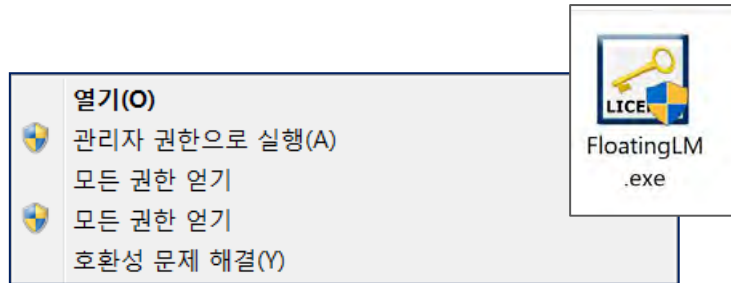 열기(O)
관리자 권한으로 실행(A)
모든 권한 얻기
모든 권한 얻기
호환성 문제 해결(Y)
LICE
FloatingLM
.exe